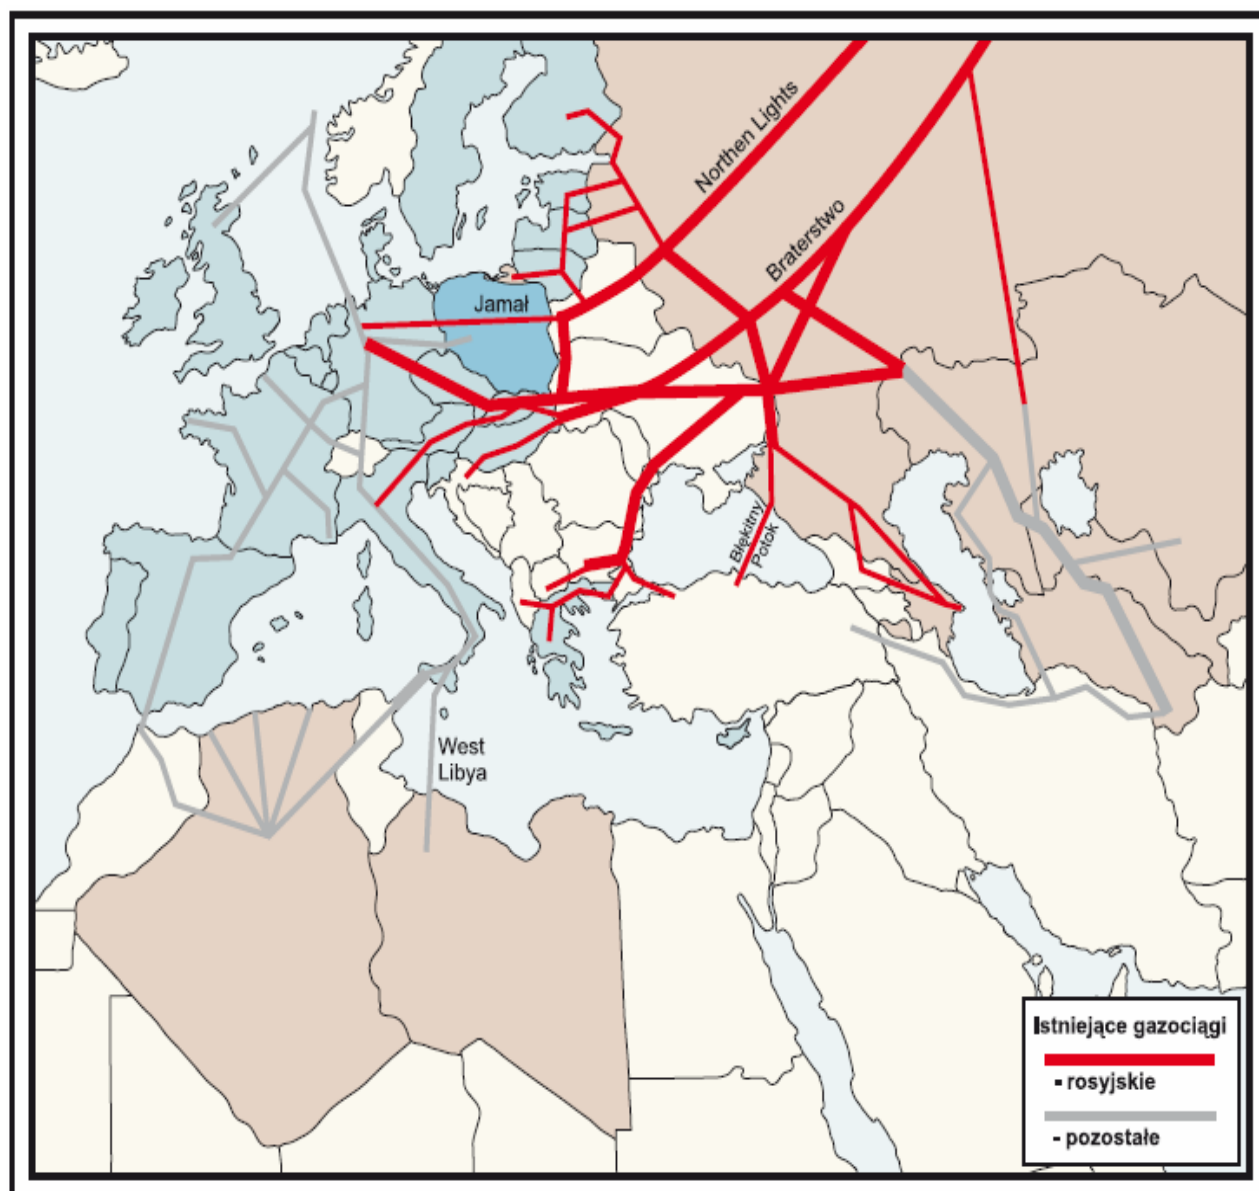 Northen Lights
Braterstwo
Jamał
Błękitny
Potok
West
Libya
Istniejące gazociągi
- rosyjskie
- pozostałe